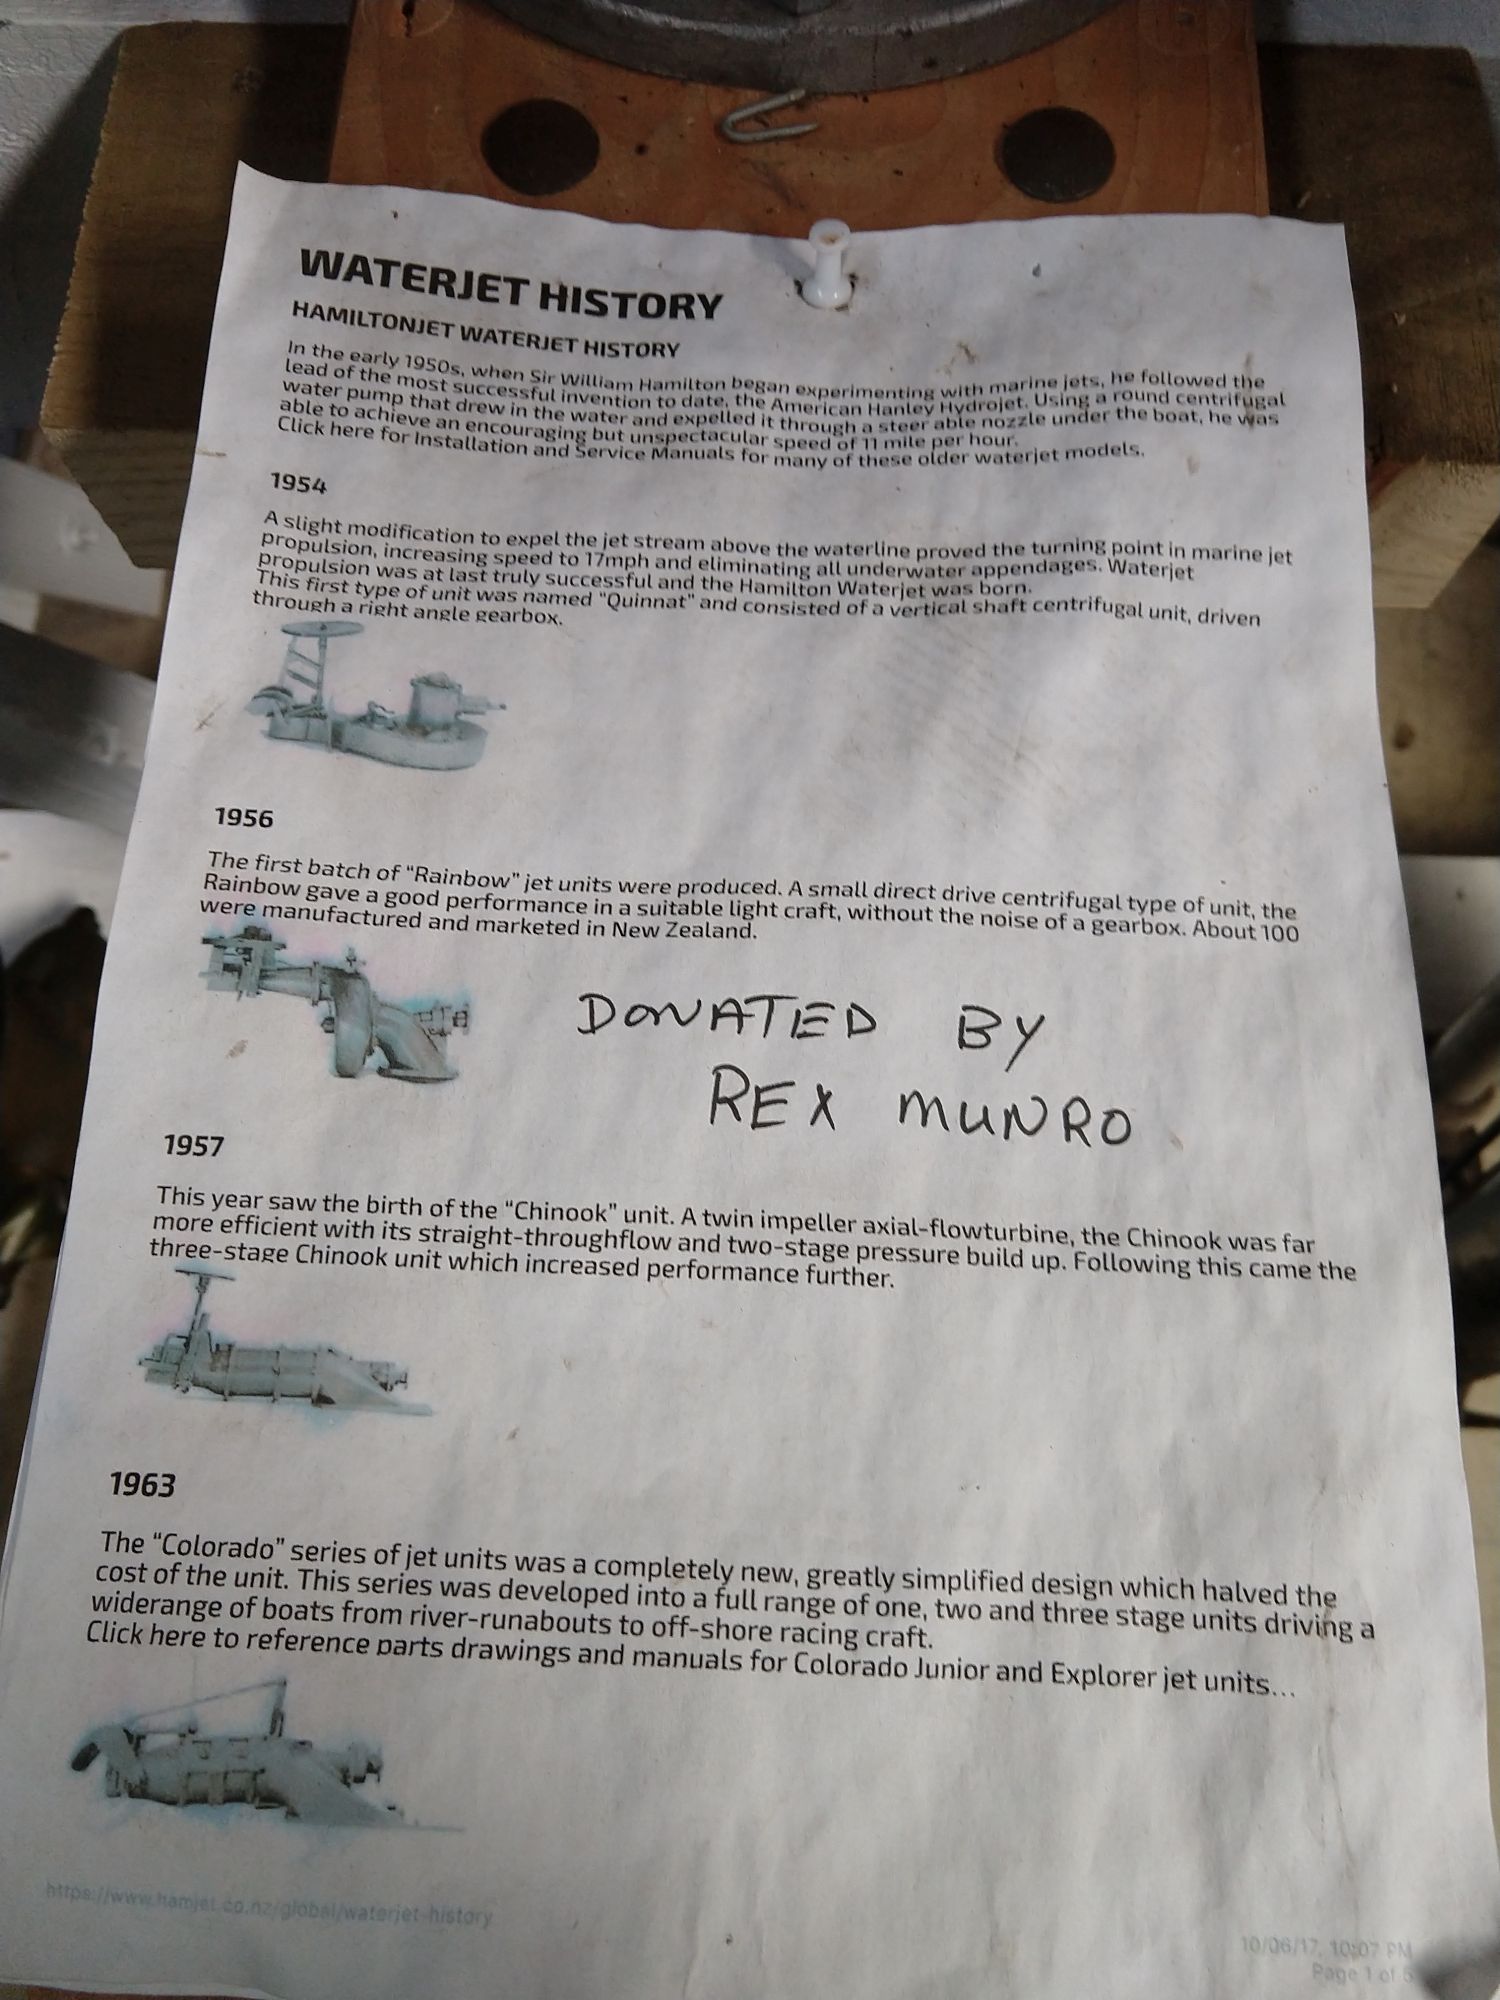 WATERJET HISTORY
HAMILTONJET WATERJET HISTORY
In the early 1950s, when Sir William Hamilton began experimenting with marine jets, he followed the
lead of the most successful invention to date, the American Hanley Hydrojet. Using a round centrifugal
water pump that drew in the water and expelled it through a steer able nozzle under the boat, he was
able to achieve an encouraging but unspectacular speed of 11 mile per hour.
Click here for Installation and Service Manuals for many of these older waterjet models.
1954
A slight modification to expel the jet stream above the waterline proved the turning point in marine jet
propulsion, increasing speed to 17mph and eliminating all underwater appendages. Waterjet
propulsion was at last truly successful and the Hamilton Waterjet was born.
This first type of unit was named "Quinnat" and consisted of a vertical shaft centrifugal unit, driven
through a right angle gearbox.
1956
The first batch of "Rainbow" jet units were produced. A small direct drive centrifugal type of unit, the
Rainbow gave a good performance in a suitable light craft, without the noise of a gearbox. About 100
were manufactured and marketed in New Zealand.
DONATED BY
REX MUNRO
1957
This year saw the birth of the "Chinook" unit. A twin impeller axial-flowturbine, the Chinook was far
more efficient with its straight-throughflow and two-stage pressure build up. Following this came the
three-stage Chinook unit which increased performance further.
1963
The "Colorado" series of jet units was a completely new, greatly simplified design which halved the
cost of the unit. This series was developed into a full range of one, two and three stage units driving a
widerange of boats from river-runabouts to off-shore racing craft.
Click here to reference parts drawings and manuals for Colorado Junior and Explorer jet units...
https://www.hamjet.co.nz/global/waterjet-history
10/06/17, 10:07 PM
Page 1 of 5